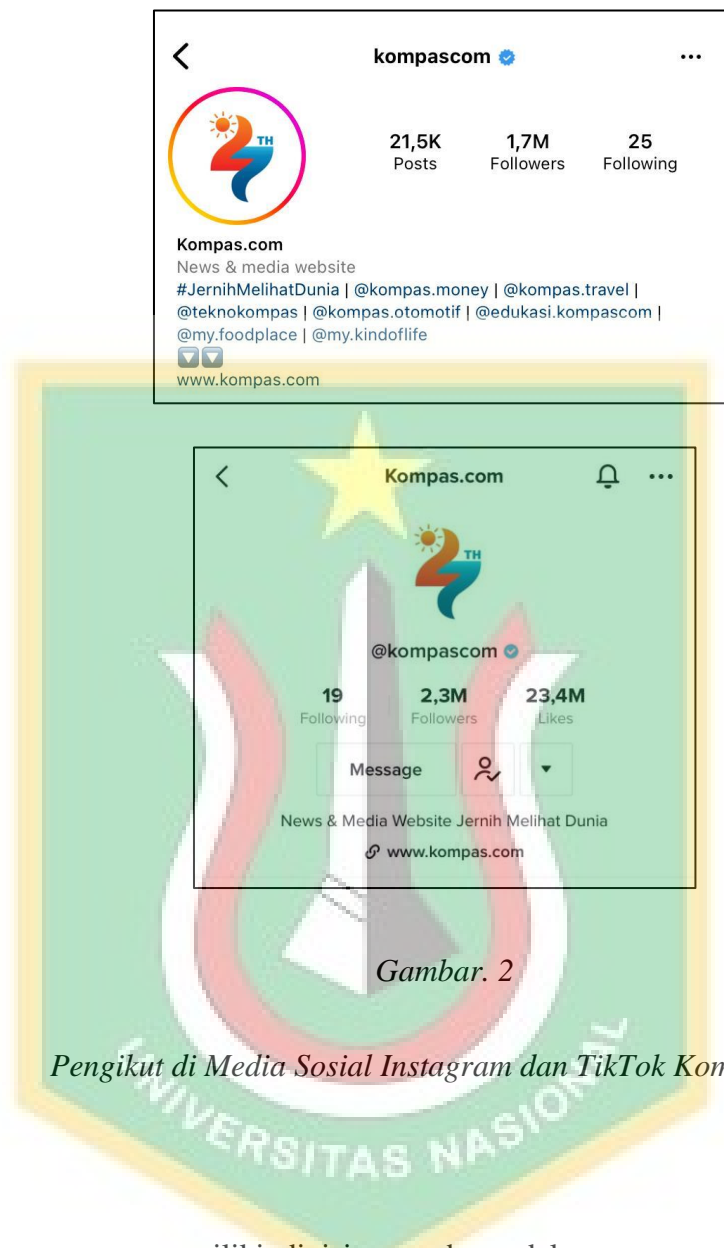 kompascom
21,5K 1,7M 25
Posts Followers Following
TH
Kompas.com
News & media website
#JernihMelihatDunia | @kompas.money | @kompas.travel |
@teknokompas | @kompas.otomotif | @edukasi.kompascom |
@my.foodplace | @my.kindoflife
www.kompas.com
Kompas.com
TH
@kompascom
19 2,3M 23,4M
Following Followers Likes
Message
News & Media Website Jernih Melihat Dunia
www.kompas.com
Gambar. 2
Pengikut di Media Sosial Instagram dan TikTok Kom
UNIVERSITAS NASIONAL